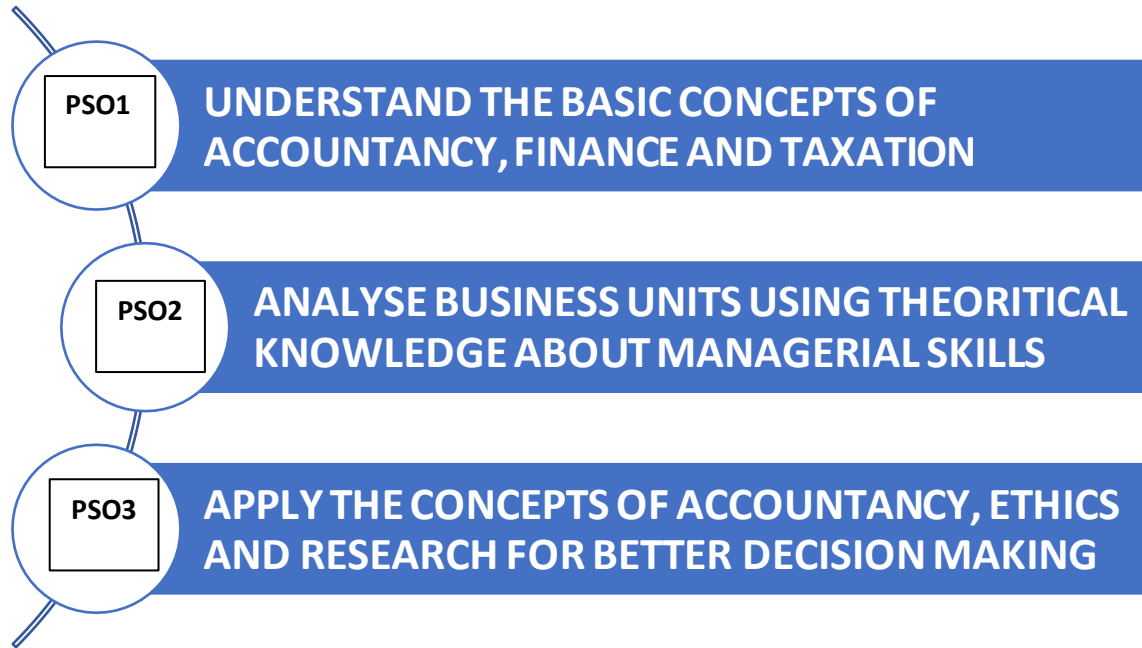 PSO1
UNDERSTAND THE BASIC CONCEPTS OF
ACCOUNTANCY, FINANCE AND TAXATION
PSO2
ANALYSE BUSINESS UNITS USING THEORITICAL
KNOWLEDGE ABOUT MANAGERIAL SKILLS
PSO3
APPLY THE CONCEPTS OF ACCOUNTANCY, ETHICS
AND RESEARCH FOR BETTER DECISION MAKING